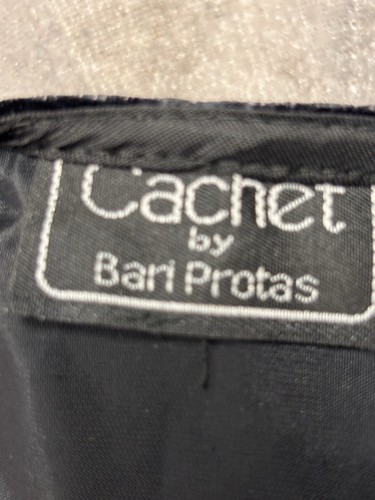 Cachet
by
Bari Protas